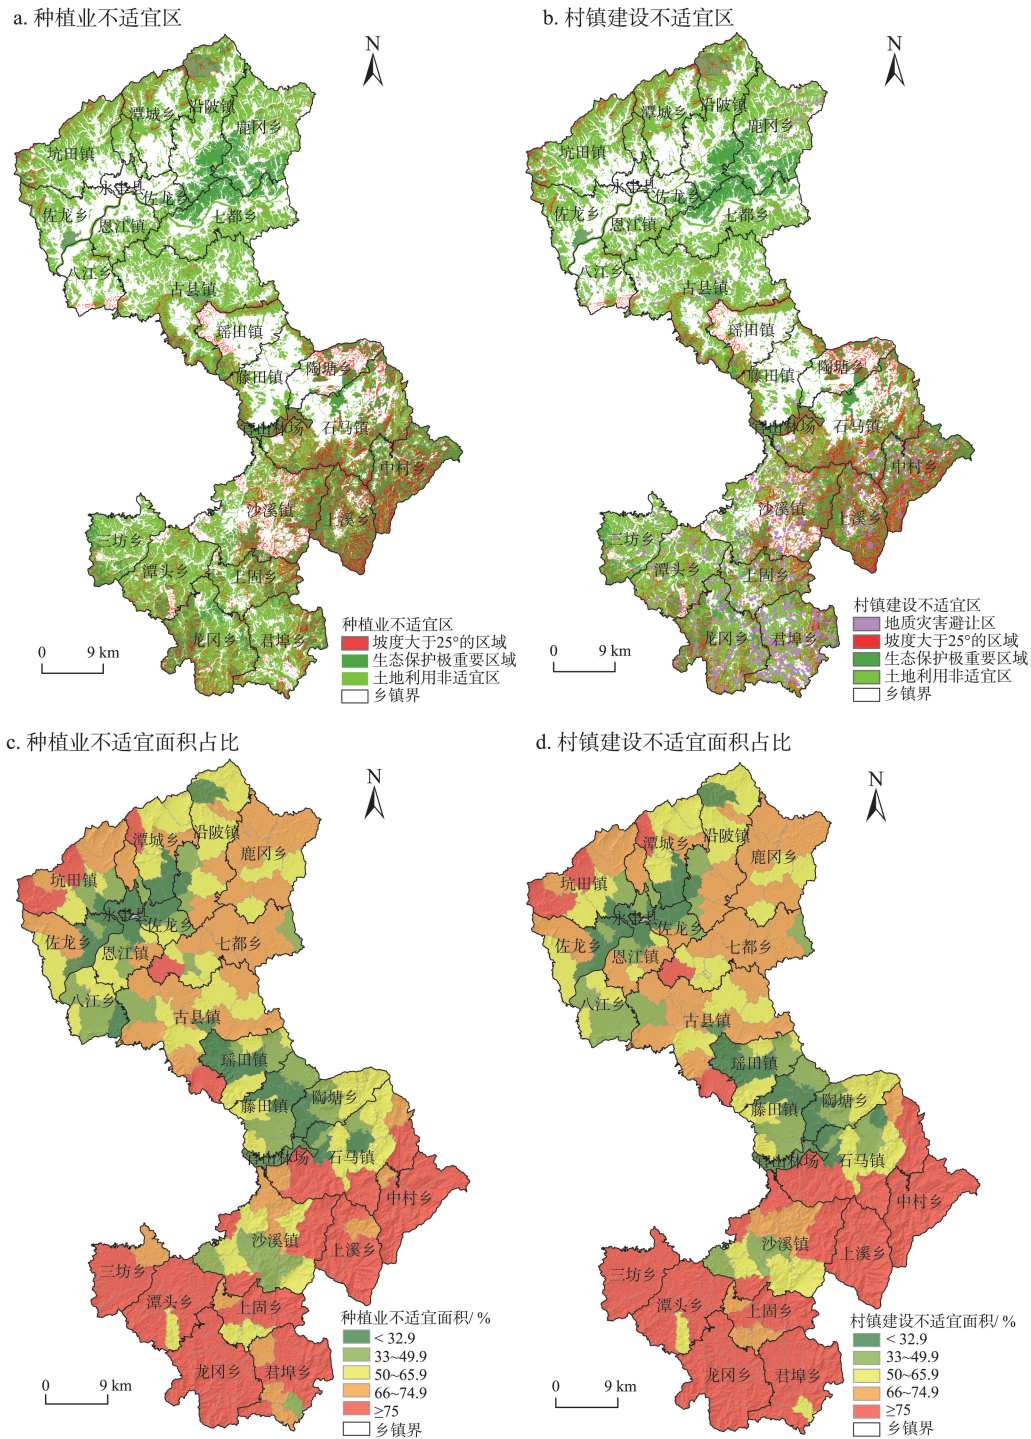 a. 种植业不适宜区
N
沿陂镇
潭城乡
鹿冈乡
坑田镇
永丰县
佐龙乡
佐龙乡
恩江镇
七都乡
八江乡
古县镇
瑶田镇
陶塘乡
藤田镇
官山林场
石马镇
中村乡
沙溪镇
上溪乡
三坊乡
潭头乡
上固乡
龙冈乡
君埠乡
0 9 km
种植业不适宜区
坡度大于25°的区域
生态保护极重要区域
土地利用非适宜区
乡镇界
b. 村镇建设不适宜区
N
沿陂镇
潭城乡
鹿冈乡
坑田镇
永丰县
佐龙乡
佐龙乡
恩江镇
七都乡
八江乡
古县镇
瑶田镇
陶塘乡
藤田镇
官山林场
石马镇
中村乡
沙溪镇
上溪乡
三坊乡
潭头乡
上固乡
龙冈乡
君埠乡
0 9 km
村镇建设不适宜区
地质灾害避让区
坡度大于25°的区域
生态保护极重要区域
土地利用非适宜区
乡镇界
c. 种植业不适宜面积占比
N
沿陂镇
潭城乡
鹿冈乡
坑田镇
永丰县
佐龙乡
佐龙乡
恩江镇
七都乡
八江乡
古县镇
瑶田镇
陶塘乡
藤田镇
官山林场
石马镇
中村乡
沙溪镇
上溪乡
三坊乡
潭头乡
上固乡
龙冈乡
君埠乡
0 9 km
种植业不适宜面积/ %
< 32.9
33~49.9
50~65.9
66~74.9
≥75
乡镇界
d. 村镇建设不适宜面积占比
N
沿陂镇
潭城乡
鹿冈乡
坑田镇
永丰县
佐龙乡
佐龙乡
恩江镇
七都乡
八江乡
古县镇
瑶田镇
陶塘乡
藤田镇
官山林场
石马镇
中村乡
沙溪镇
上溪乡
三坊乡
潭头乡
上固乡
龙冈乡
君埠乡
0 9 km
村镇建设不适宜面积/ %
< 32.9
33~49.9
50~65.9
66~74.9
≥75
乡镇界